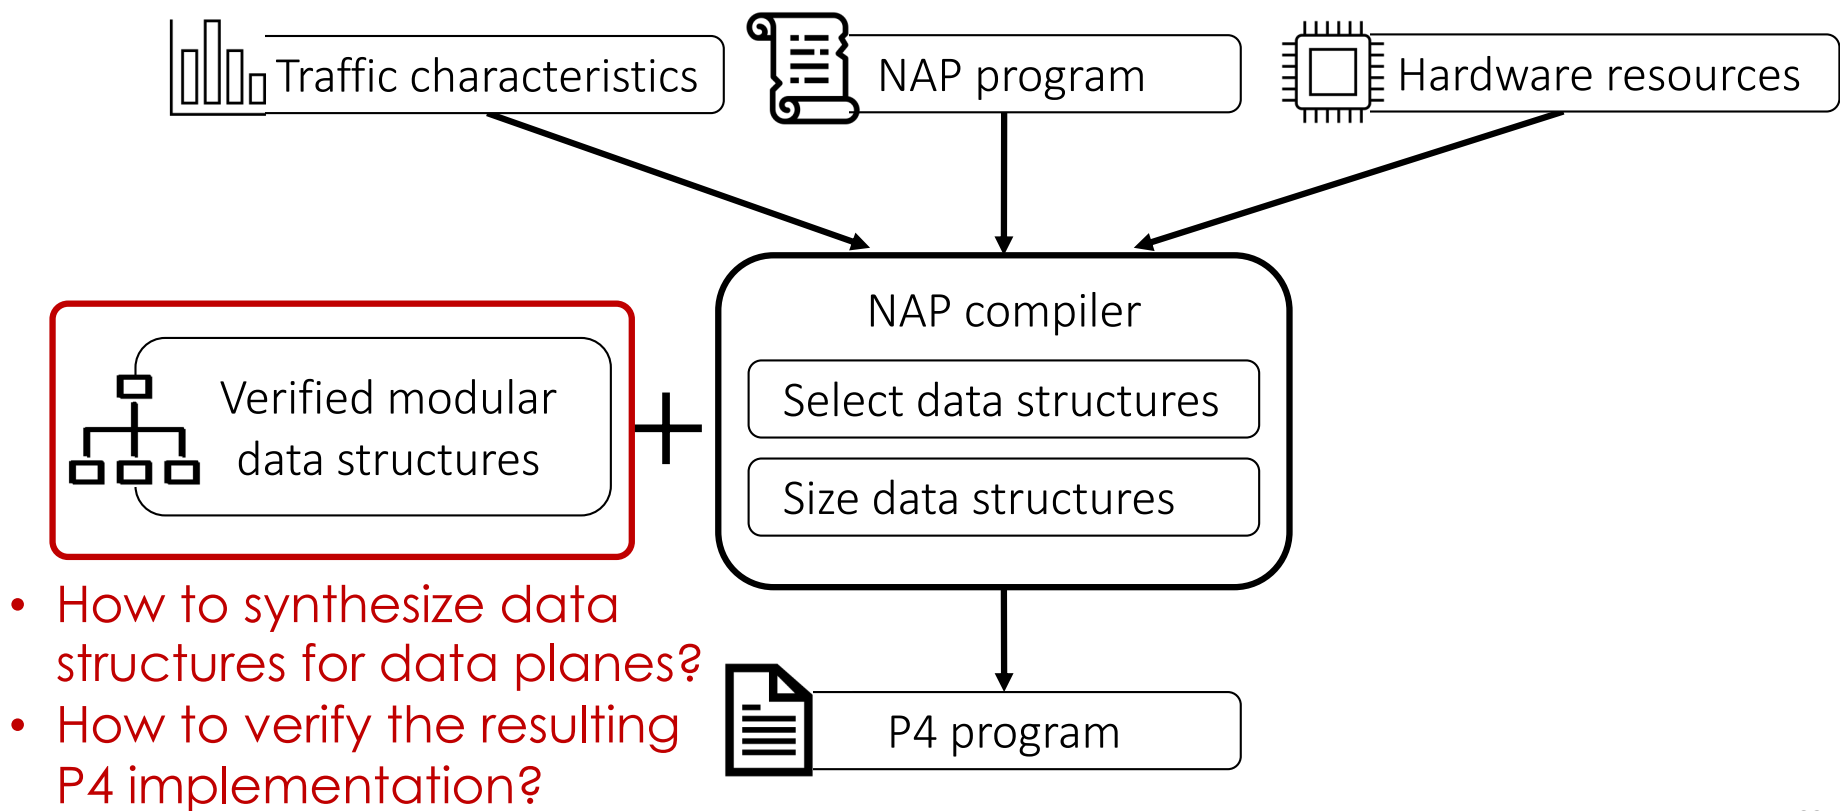 Traffic characteristics
NAP program
Hardware resources
NAP compiler
Select data structures
Size data structures
Verified modular
data structures
• How to synthesize data
structures for data planes?
• How to verify the resulting
P4 implementation?
P4 program